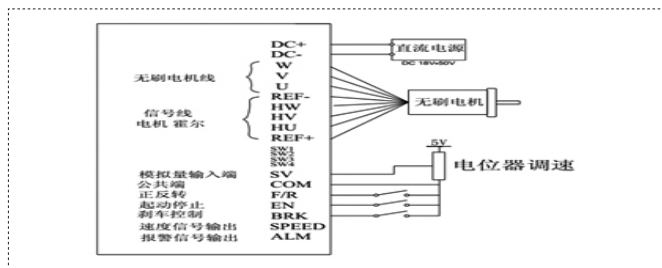 DC+
DC-
直流电源
DC 18V-50V
W
无刷电机线
V
U
REF-
HW
无刷电机
信号线
HV
电机 霍尔
HU
REF+
SW1
SW2
SW3
SW4
5V
电位器调速
模拟量输入端 SV
公共端 COM
正反转 F/R
起动停止 EN
刹车控制 BRK
速度信号输出 SPEED
报警信号输出 ALM